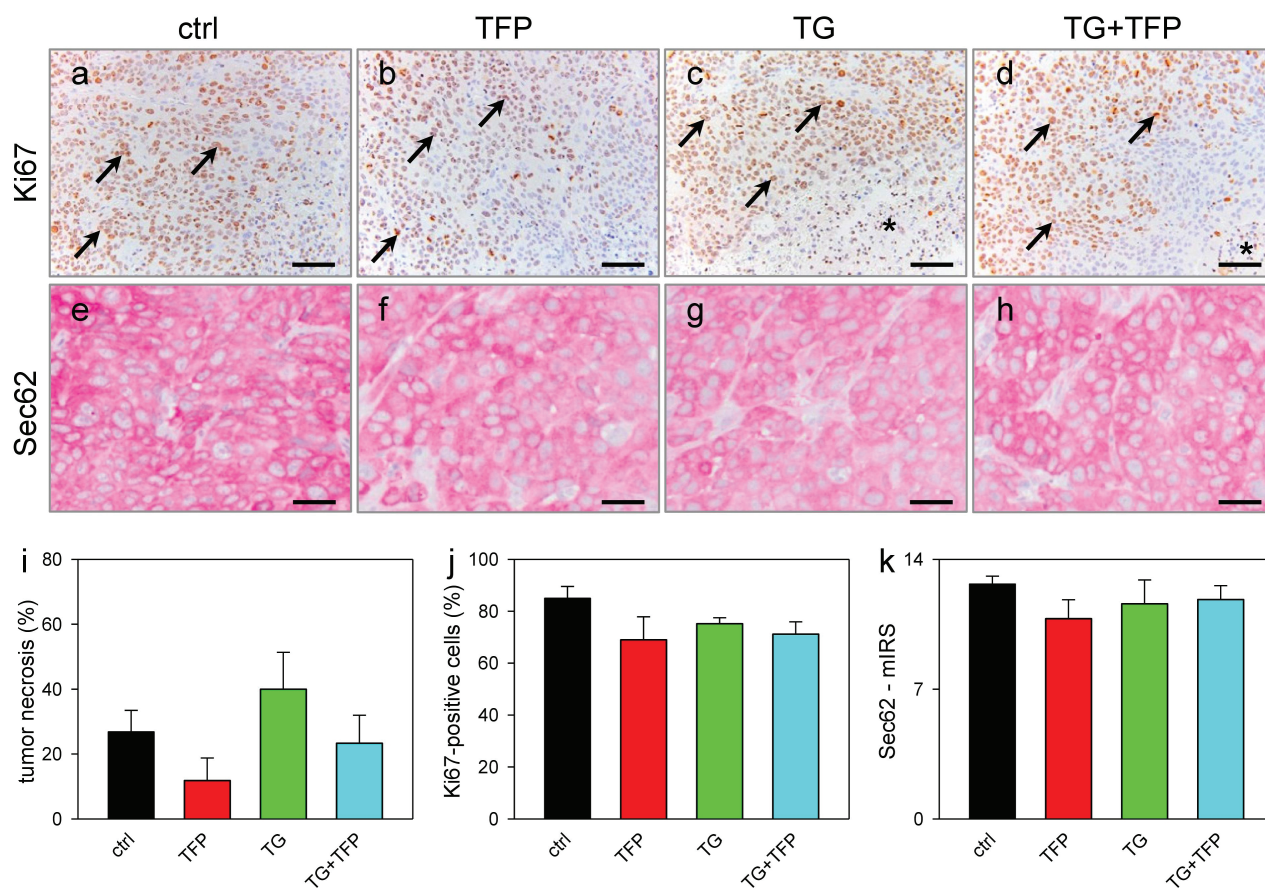 ctrl TFP TG TG+TFP
Ki67
a b c d
* *
Sec62
e f g h
i
tumor necrosis (%)
80
60
40
20
0
ctrl TFP TG TG+TFP
j
Ki67-positive cells (%)
100
80
60
40
20
0
ctrl TFP TG TG+TFP
k
Sec62 - mIRS
14
7
0
ctrl TFP TG TG+TFP